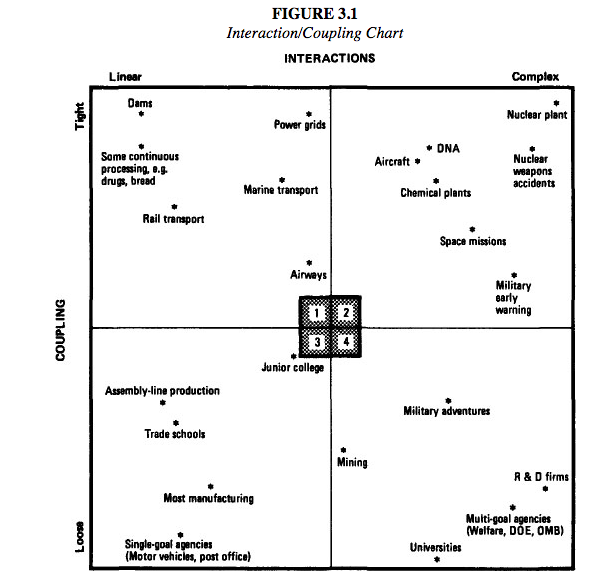 FIGURE 3.1
Interaction/Coupling Chart
INTERACTIONS
Linear
Complex
Tight
Dams
Power grids
Nuclear plant
Some continuous
processing, e.g.
drugs, bread
DNA
Aircraft
Nuclear
weapons
accidents
Marine transport
Chemical plants
Rail transport
Space missions
Airways
Military
early
warning
COUPLING
1
2
3
4
Junior college
Assembly-line production
Military adventures
Trade schools
Mining
R & D firms
Most manufacturing
Multi-goal agencies
(Welfare, DOE, OMB)
Loose
Single-goal agencies
(Motor vehicles, post office)
Universities